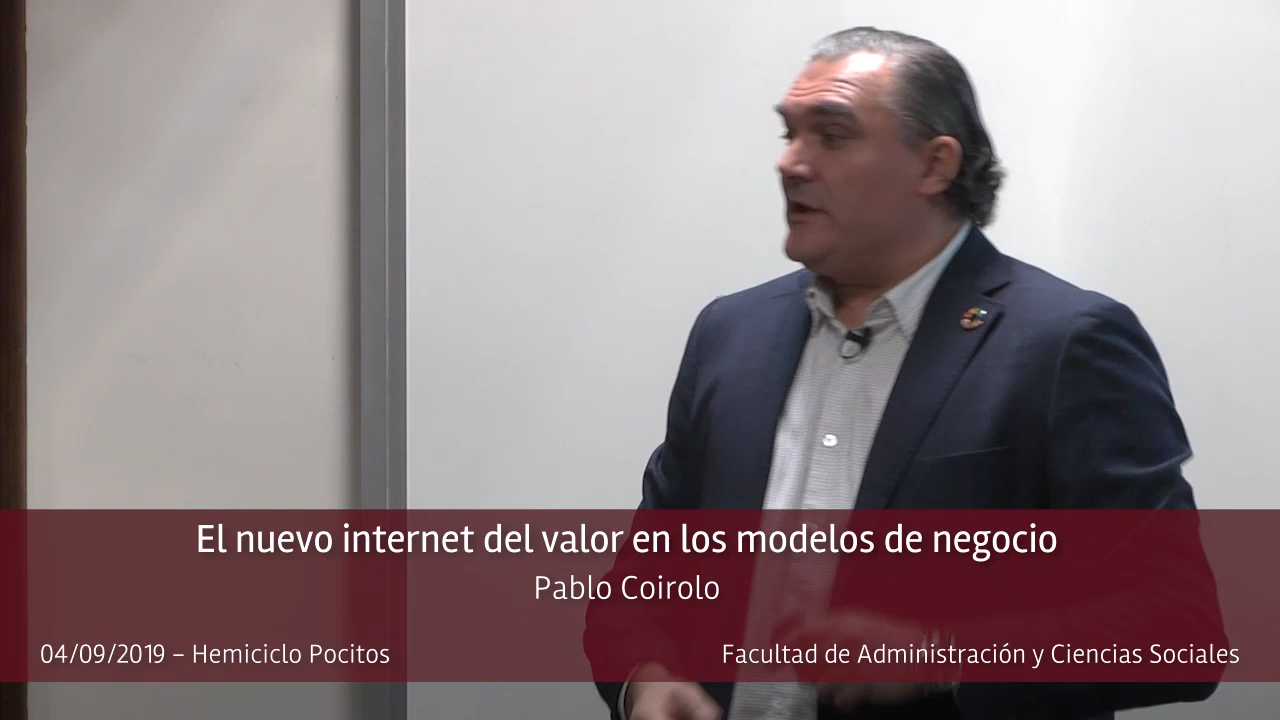 El nuevo internet del valor en los modelos de negocio
Pablo Coirolo
04/09/2019 – Hemiciclo Pocitos
Facultad de Administración y Ciencias Sociales